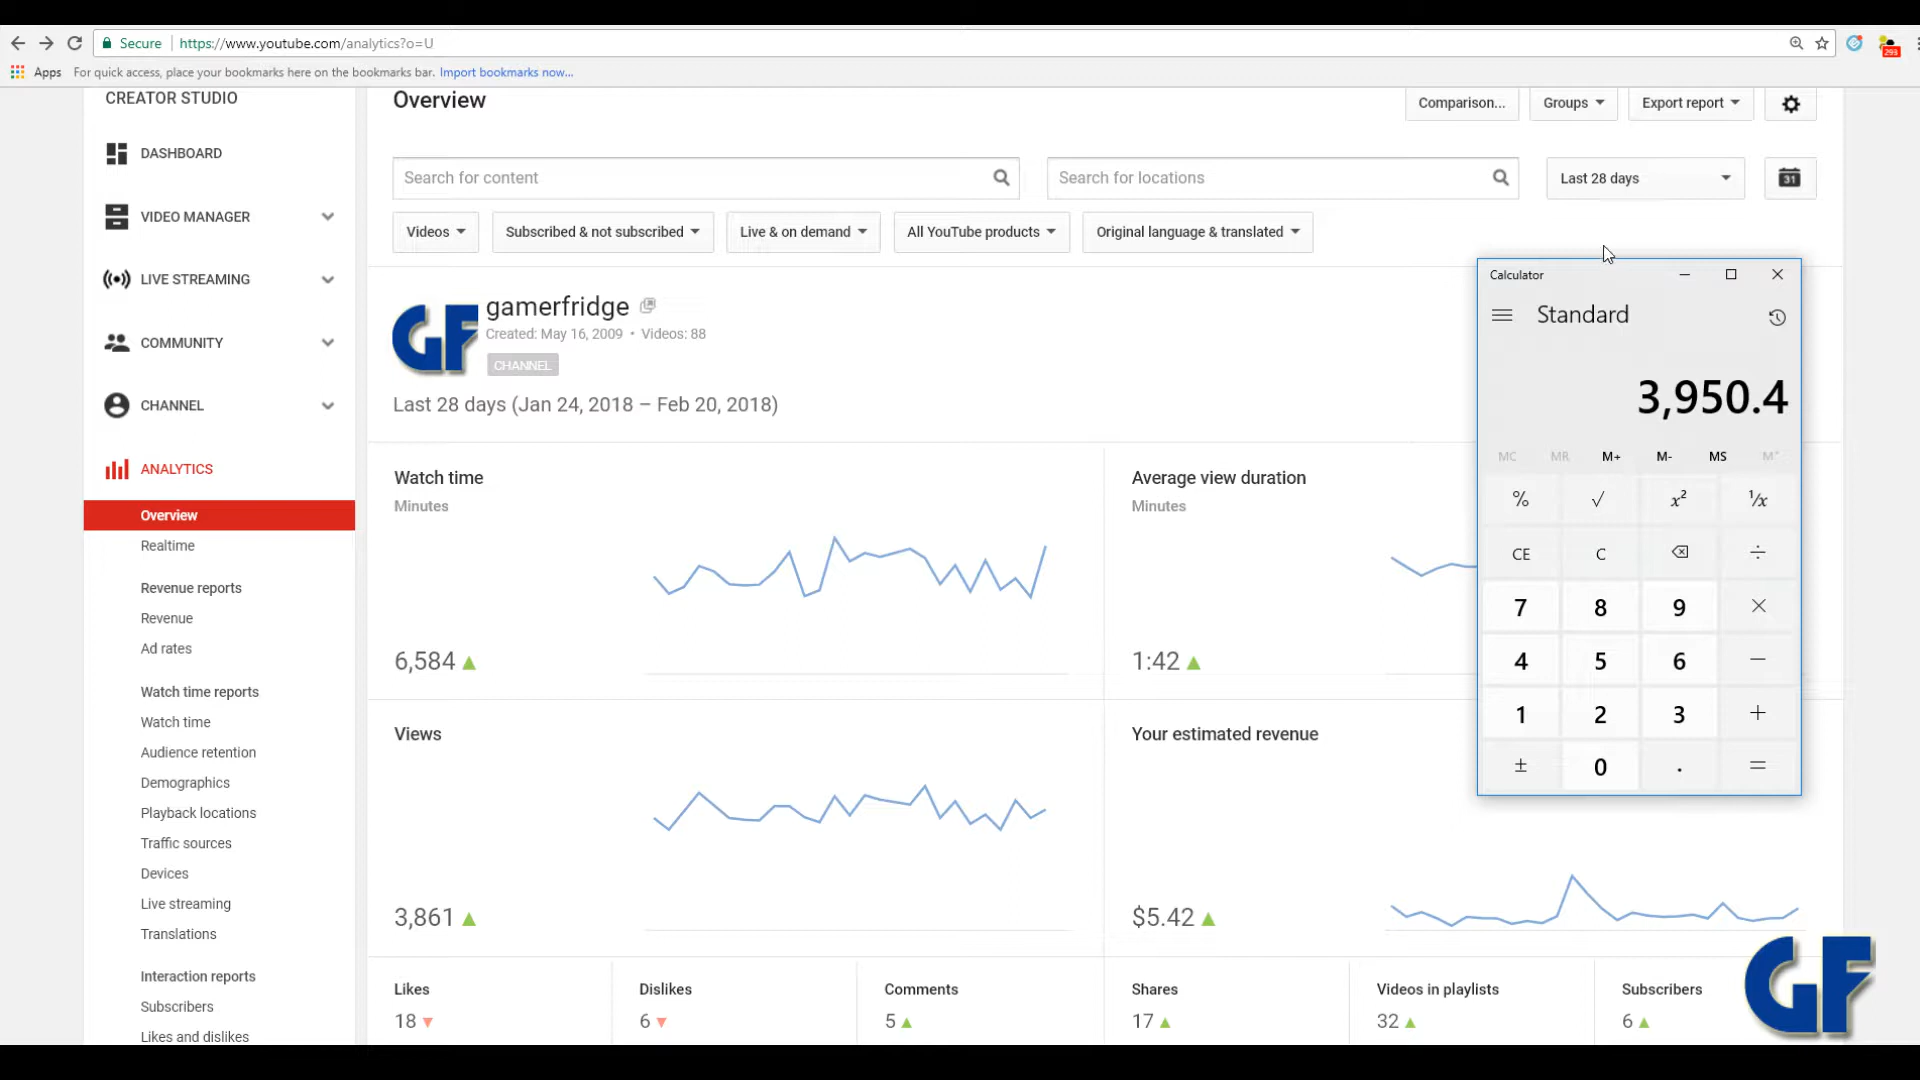 Secure https://www.youtube.com/analytics?o=U
293
Apps For quick access, place your bookmarks here on the bookmarks bar. Import bookmarks now...
CREATOR STUDIO
DASHBOARD
VIDEO MANAGER
LIVE STREAMING
COMMUNITY
CHANNEL
ANALYTICS
Overview
Realtime
Revenue reports
Revenue
Ad rates
Watch time reports
Watch time
Audience retention
Demographics
Playback locations
Traffic sources
Devices
Live streaming
Translations
Interaction reports
Subscribers
Likes and dislikes
Overview
Comparison... Groups Export report
Search for content Search for locations Last 28 days 31
Videos Subscribed & not subscribed Live & on demand All YouTube products Original language & translated
GF
gamerfridge
Created: May 16, 2009 • Videos: 88
CHANNEL
Last 28 days (Jan 24, 2018 – Feb 20, 2018)
Watch time
Minutes
6,584
Average view duration
Minutes
1:42
Views
3,861
Your estimated revenue
$5.42
Likes
18
Dislikes
6
Comments
5
Shares
17
Videos in playlists
32
Subscribers
6
Calculator
Standard
3,950.4
MC MR M+ M- MS M˅
% √ x² ¹/x
CE C ÷
7 8 9 ×
4 5 6 −
1 2 3 +
± 0 . =
GF